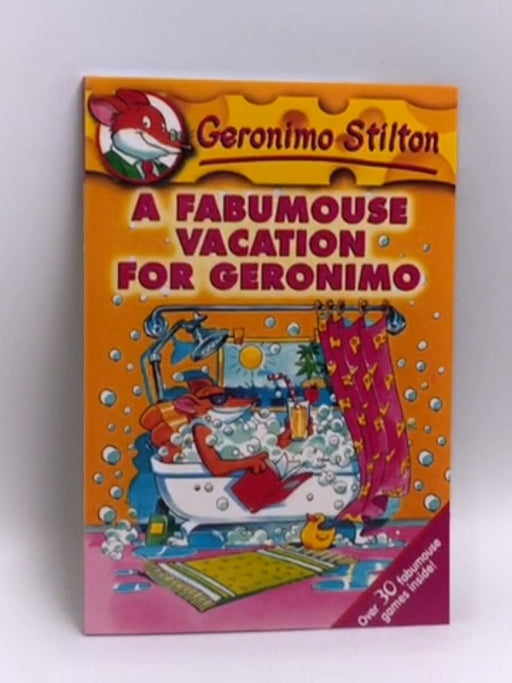 Geronimo Stilton
A FABUMOUSE
VACATION
FOR GERONIMO
Over 30 fabumouse
games inside!